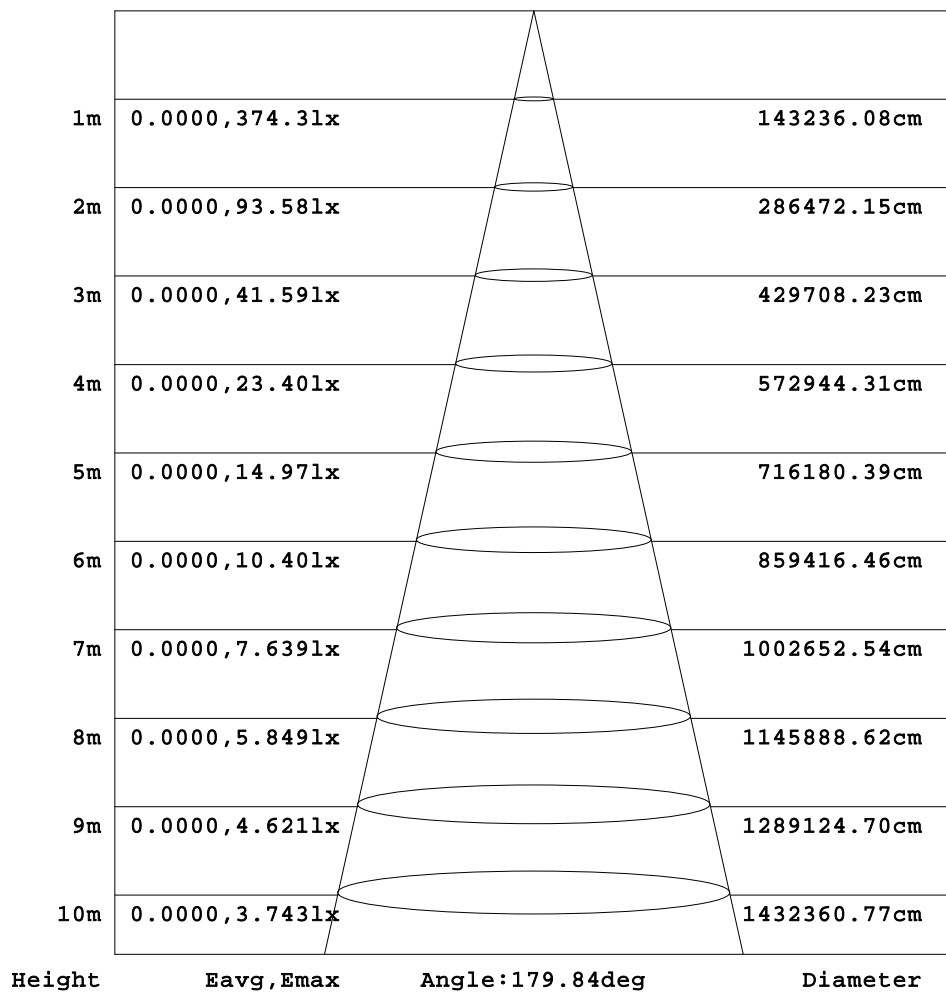 1m 0.0000,374.3lx 143236.08cm
2m 0.0000,93.58lx 286472.15cm
3m 0.0000,41.59lx 429708.23cm
4m 0.0000,23.40lx 572944.31cm
5m 0.0000,14.97lx 716180.39cm
6m 0.0000,10.40lx 859416.46cm
7m 0.0000,7.639lx 1002652.54cm
8m 0.0000,5.849lx 1145888.62cm
9m 0.0000,4.621lx 1289124.70cm
10m 0.0000,3.743lx 1432360.77cm
Height Eavg,Emax Angle:179.84deg Diameter